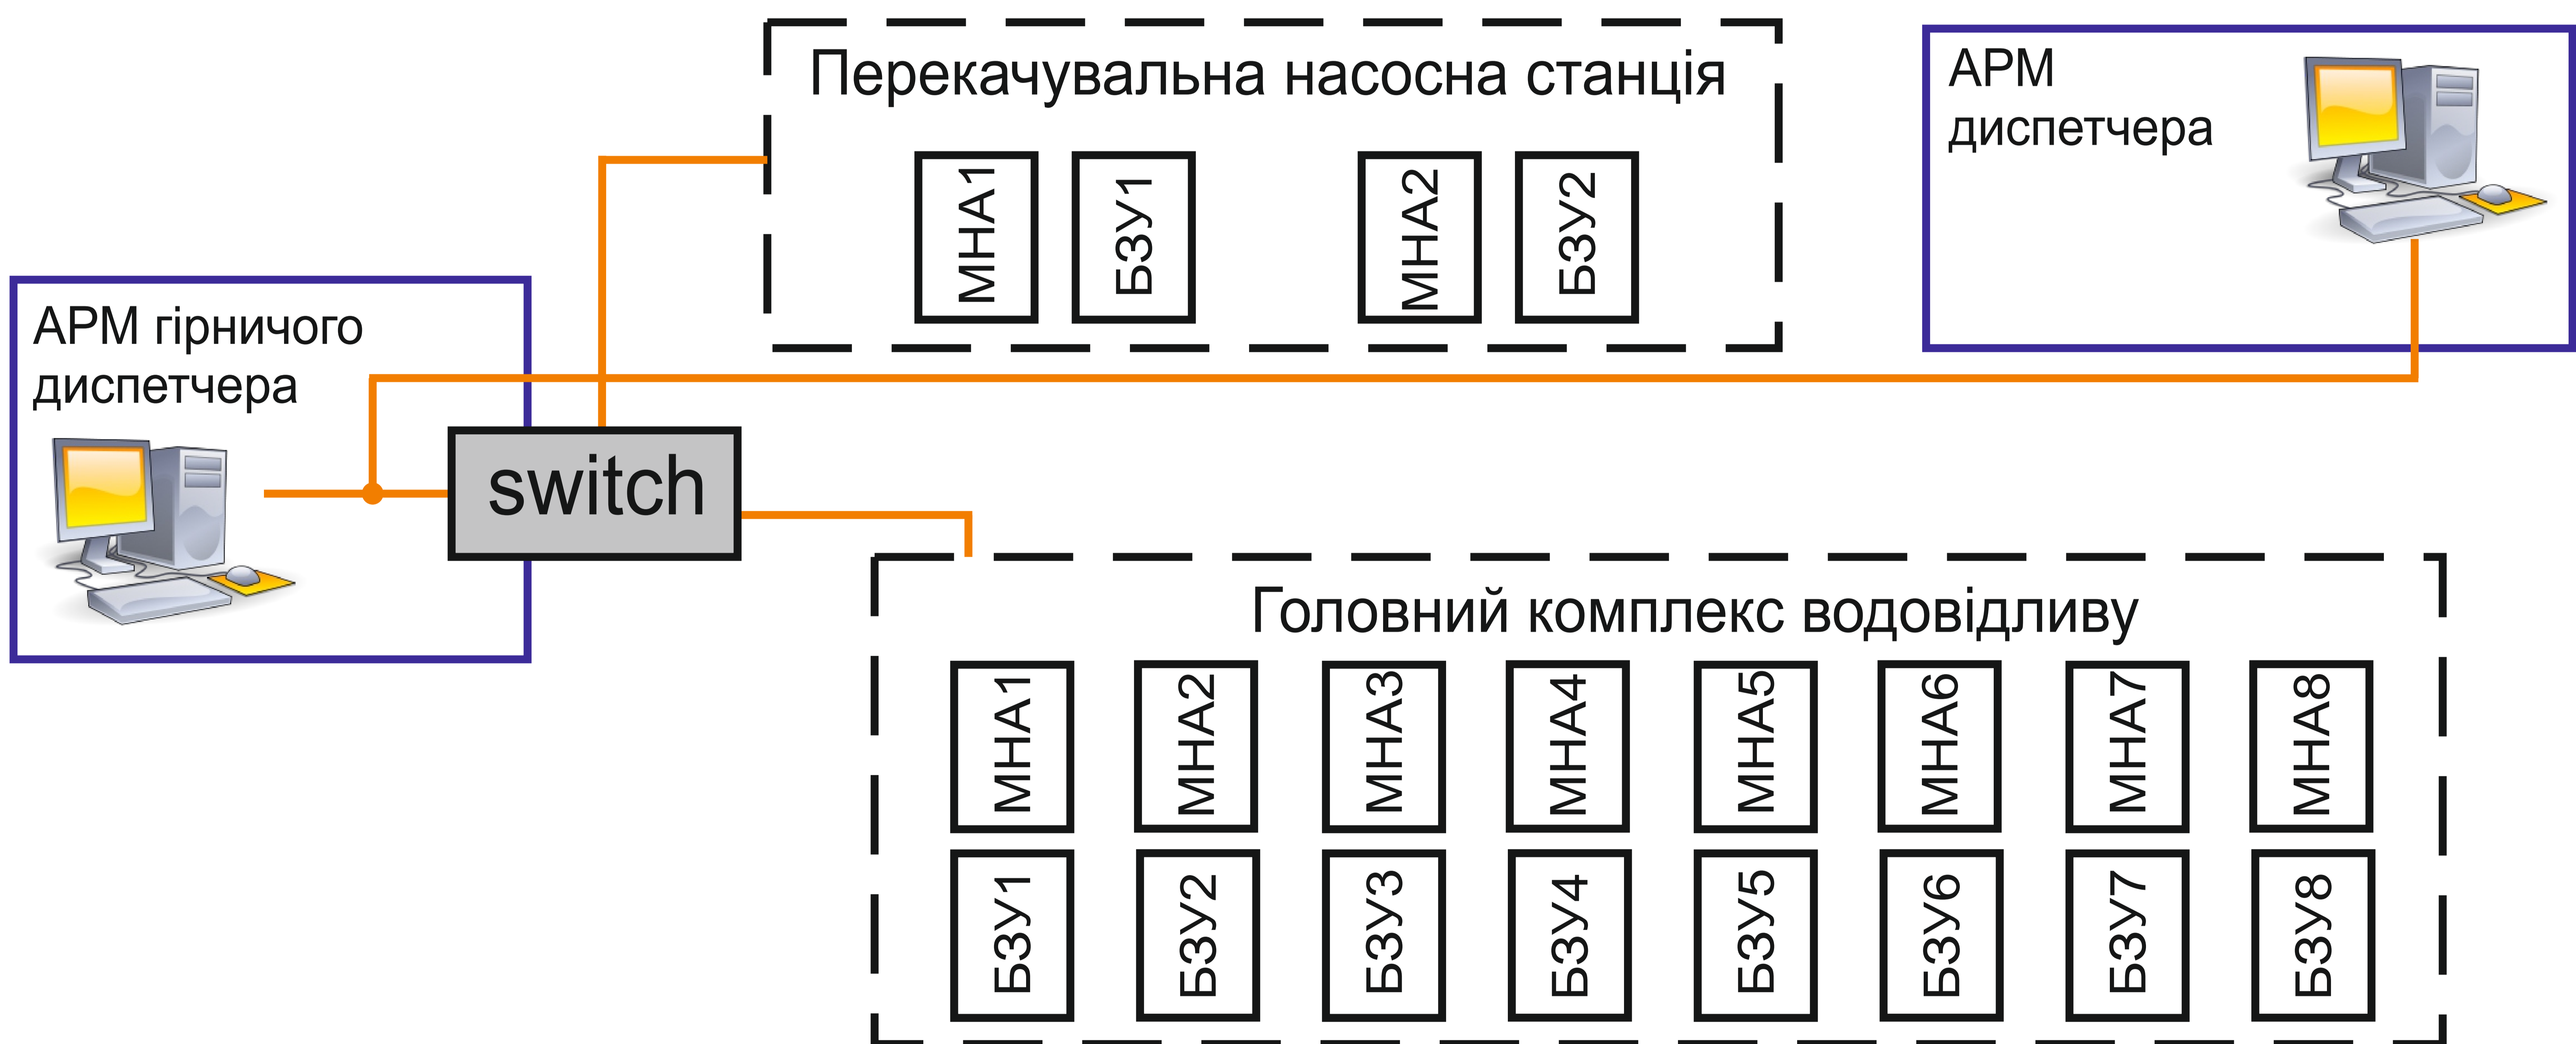 Перекачувальна насосна станція
МНА1
БЗУ1
МНА2
БЗУ2
АРМ
диспетчера
АРМ гірничого
диспетчера
switch
Головний комплекс водовідливу
МНА1
МНА2
МНА3
МНА4
МНА5
МНА6
МНА7
МНА8
БЗУ1
БЗУ2
БЗУ3
БЗУ4
БЗУ5
БЗУ6
БЗУ7
БЗУ8